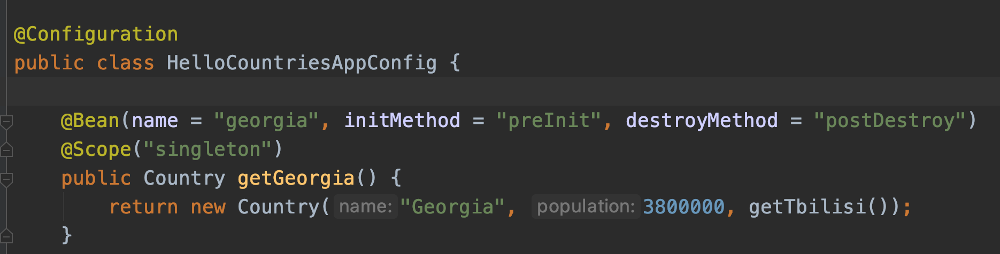 @Configuration
public class HelloCountriesAppConfig {
@Bean(name = "georgia", initMethod = "preInit", destroyMethod = "postDestroy")
@Scope("singleton")
public Country getGeorgia() {
return new Country( name: "Georgia", population: 3800000, getTbilisi());
}